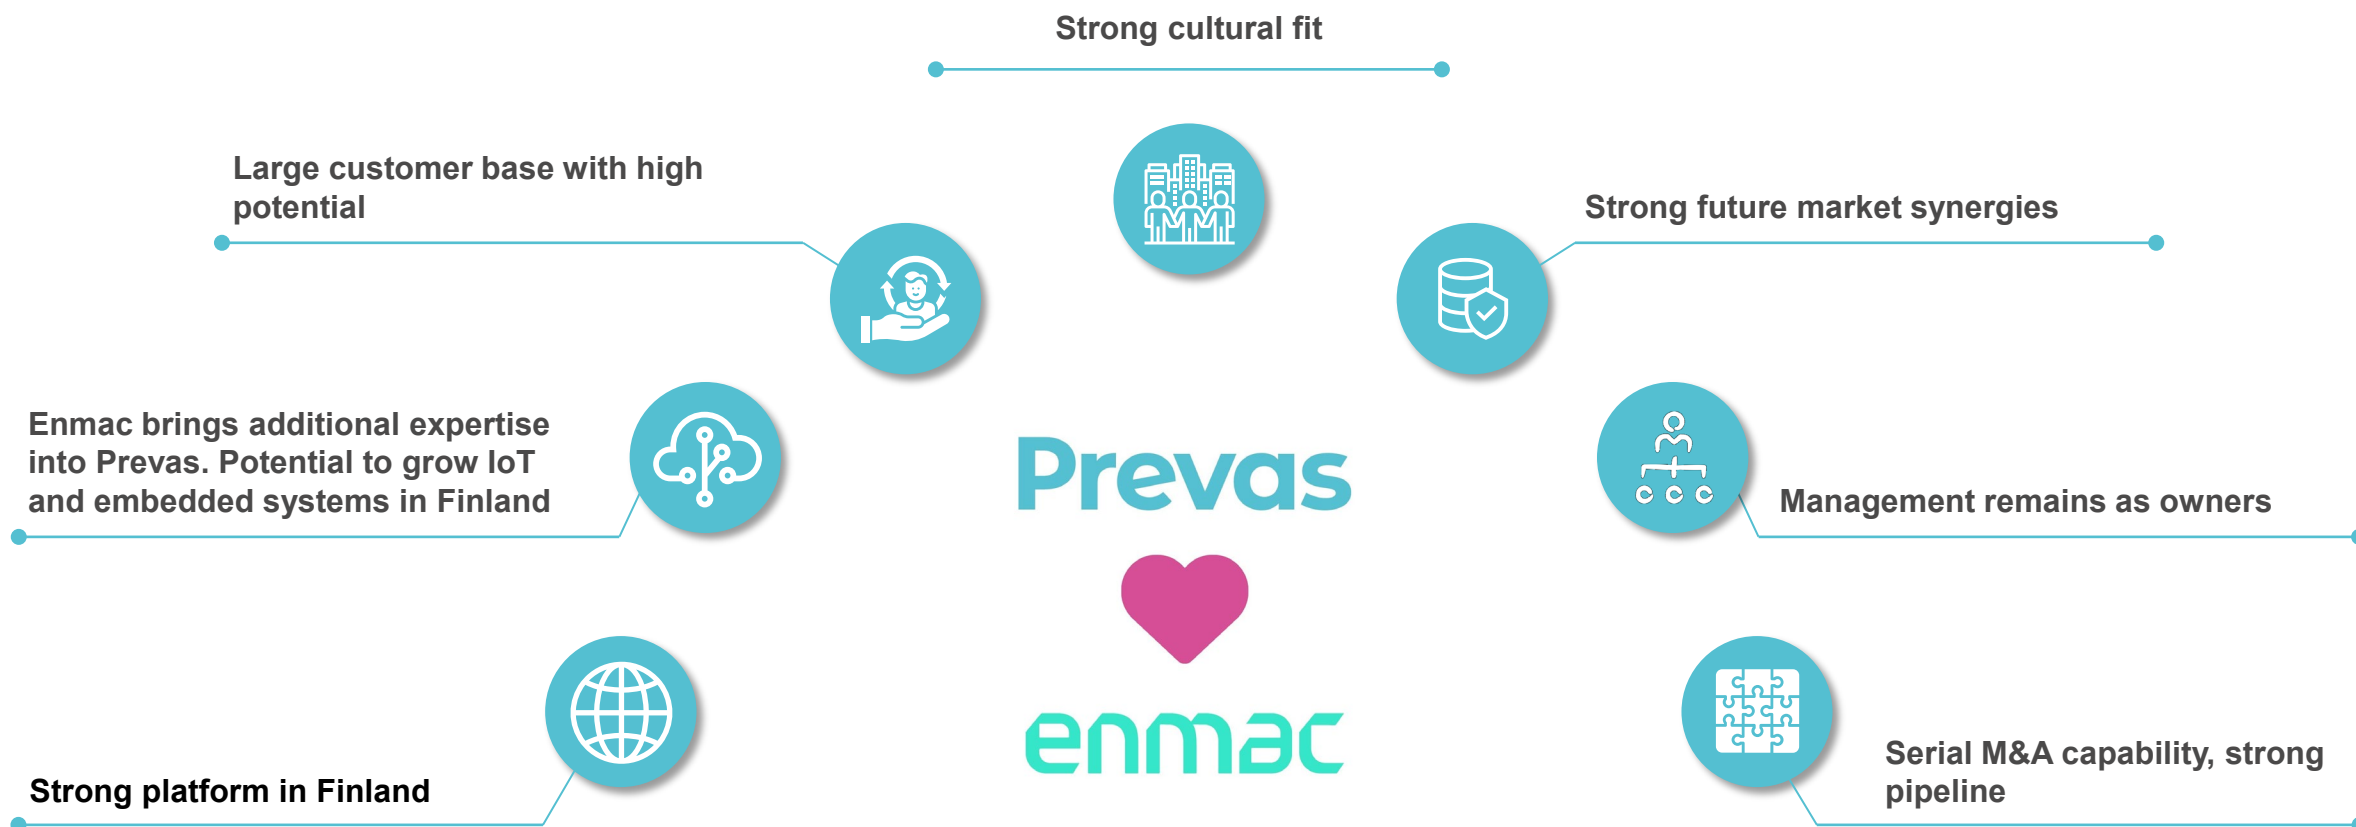 Strong cultural fit
Large customer base with high
potential
Strong future market synergies
Enmac brings additional expertise
into Prevas. Potential to grow IoT
and embedded systems in Finland
Prevas
Management remains as owners
enmac
Strong platform in Finland
Serial M&A capability, strong
pipeline